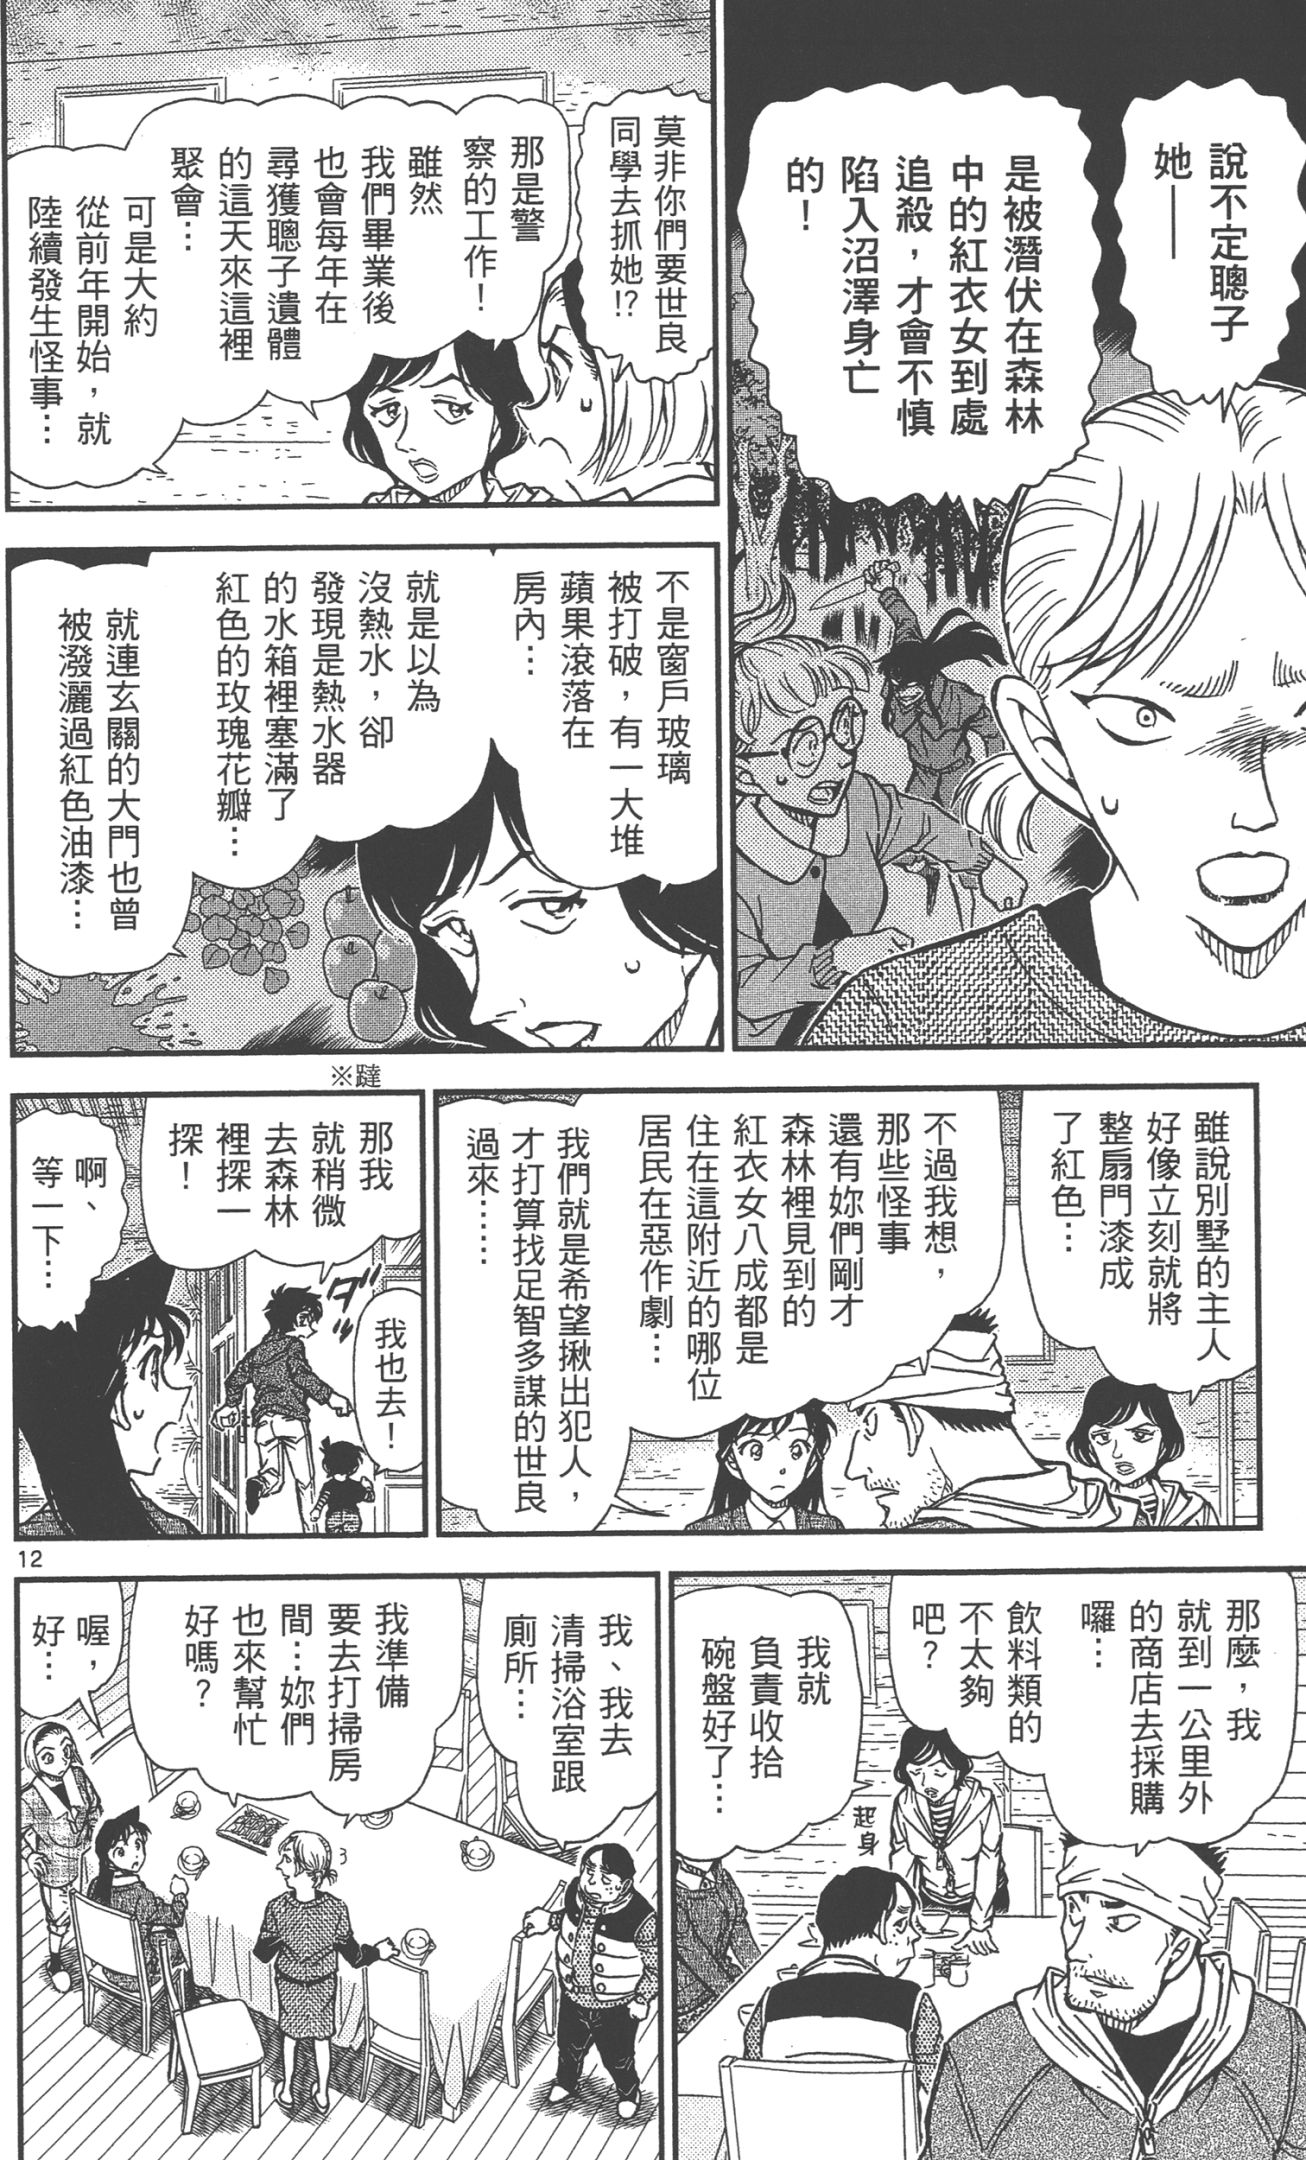 說不定聰子
她——
是被潛伏在森林
中的紅衣女到處
追殺，才會不慎
陷入沼澤身亡
的！
莫非你們要世良
同學去抓她!?
那是警
察的工作！
雖然
我們畢業後
也會每年在
尋獲聰子遺體
的這天來這裡
聚會…
可是大約
從前年開始，就
陸續發生怪事…
不是窗戶玻璃
被打破，有一大堆
蘋果滾落在
房內…
就是以為
沒熱水，卻
發現是熱水器
的水箱裡塞滿了
紅色的玫瑰花瓣…
就連玄關的大門也曾
被潑灑過紅色油漆…
雖說別墅的主人
好像立刻就將
整扇門漆成
了紅色…
不過我想，
那些怪事
還有妳們剛才
森林裡見到的
紅衣女八成都是
住在這附近的哪位
居民在惡作劇…
我們就是希望揪出犯人，
才打算找足智多謀的世良
過來……
※躂
那我
就稍微
去森林
裡探一
探！
ダッ
我也去！
啊、
等一下…
12
那麼，我
就到一公里外
的商店去採購
囉…
飲料類的
不太夠
吧？
起身
我就
負責收拾
碗盤好了…
我、我去
清掃浴室跟
廁所…
我準備
要去打掃房
間…妳們
也來幫忙
好嗎？
喔，
好…